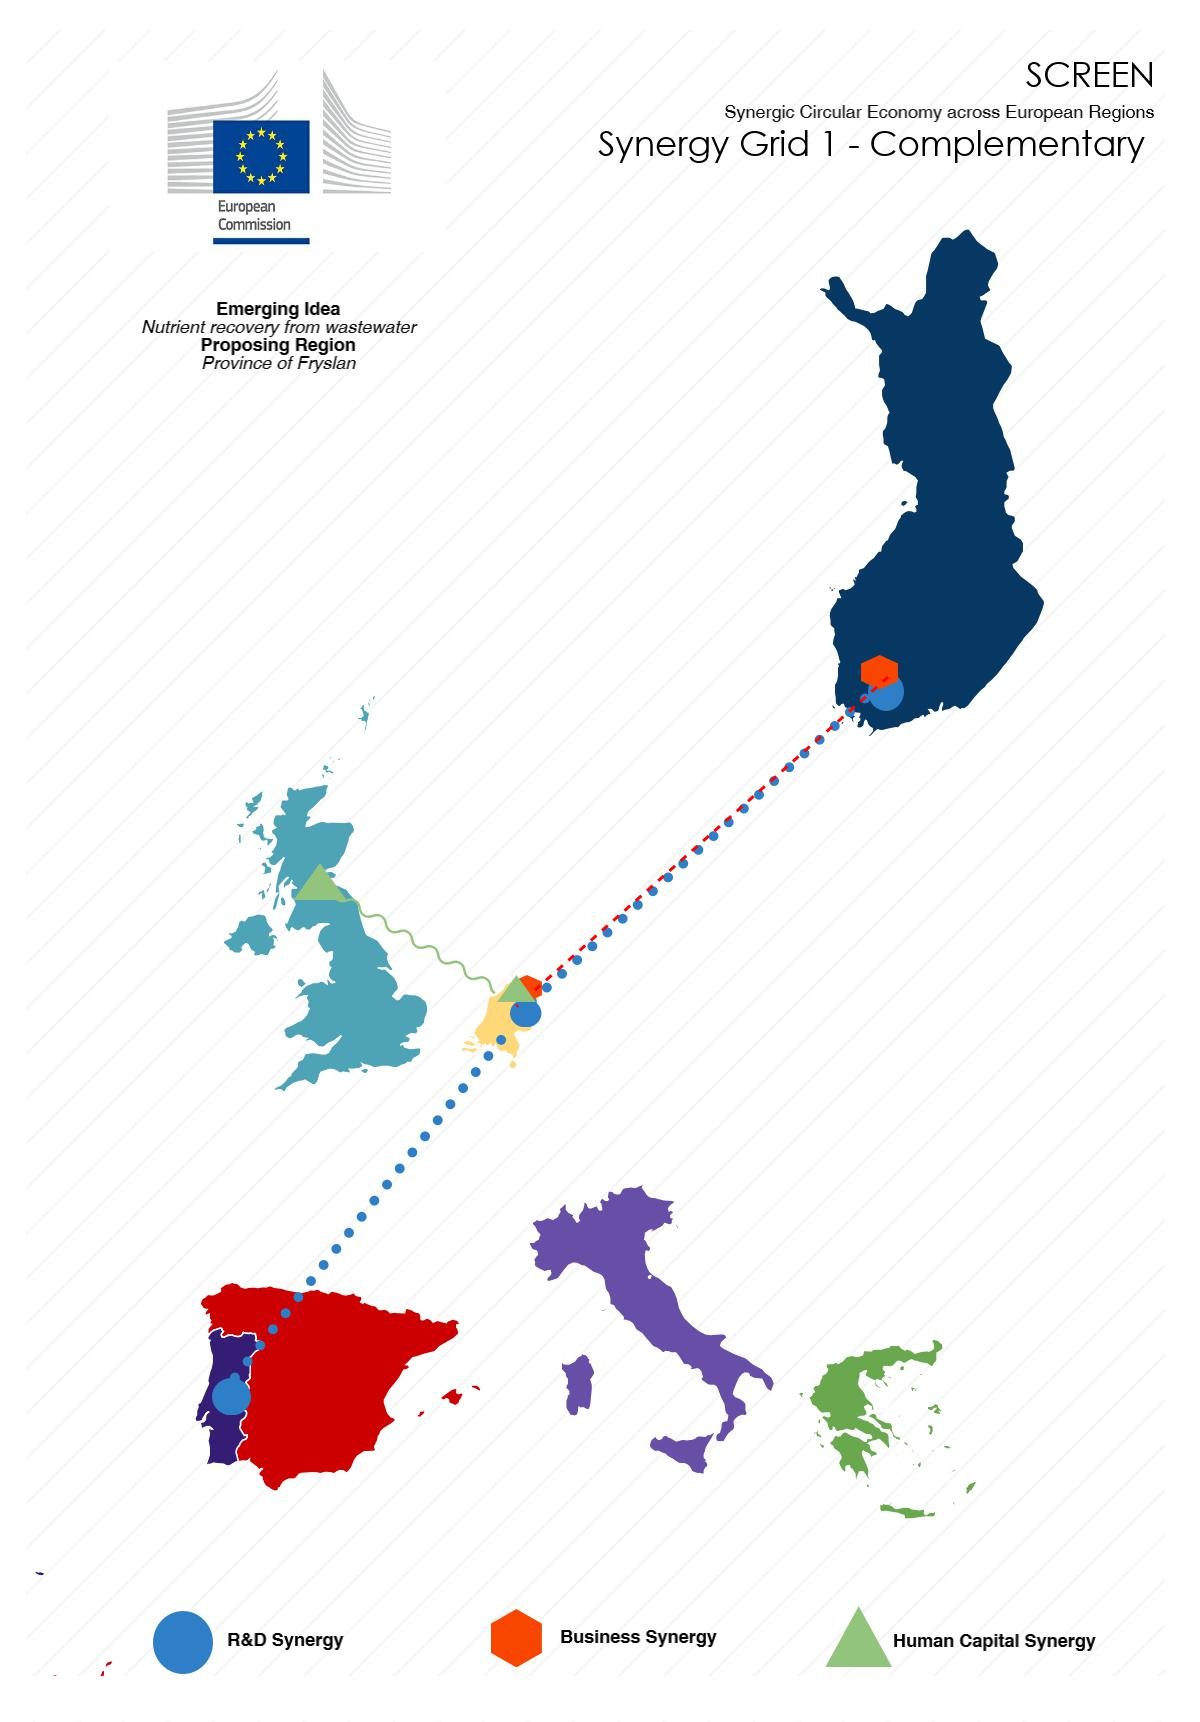 SCREEN
Synergic Circular Economy across European Regions
Synergy Grid 1 - Complementary
European
Commission
Emerging Idea
Nutrient recovery from wastewater
Proposing Region
Province of Fryslan
R&D Synergy
Business Synergy
Human Capital Synergy